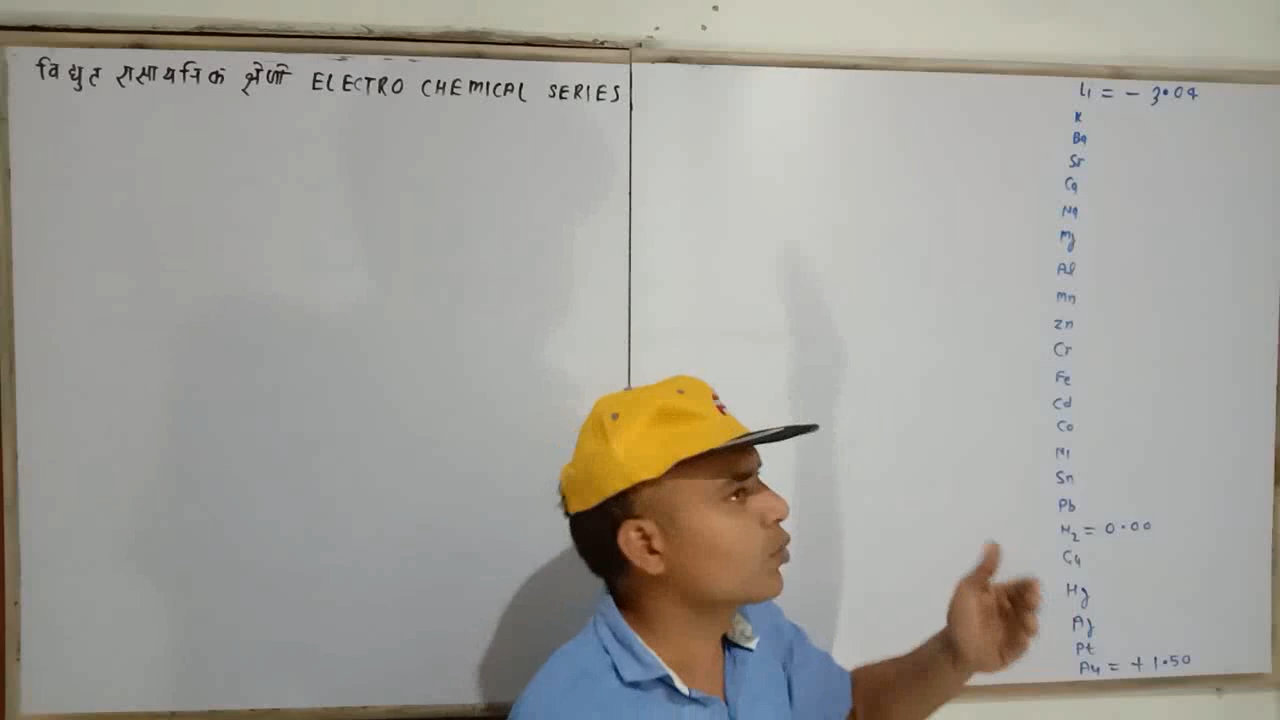 विद्युत रासायनिक श्रेणी ELECTRO CHEMICAL SERIES
Li = - 3.04
K
Ba
Sr
Ca
Na
Mg
Al
Mn
Zn
Cr
Fe
Cd
Co
Ni
Sn
Pb
H₂ = 0.00
Cu
Hg
Ag
Pt
Au = + 1.50